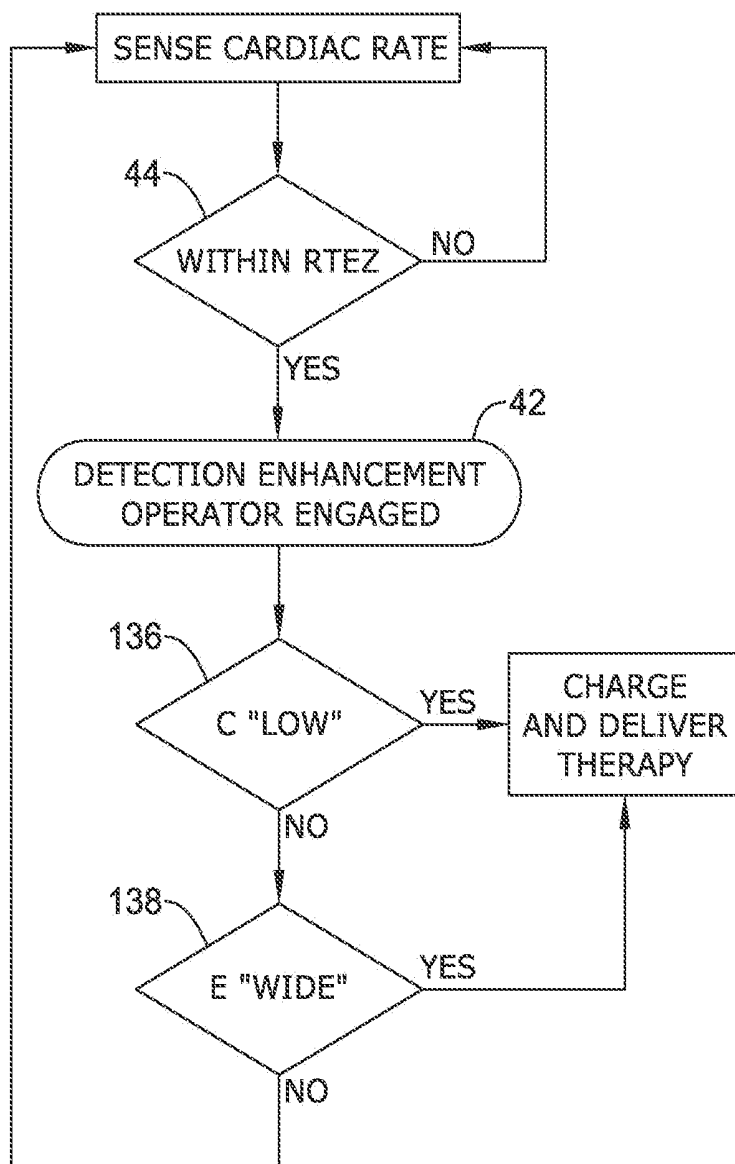 SENSE CARDIAC RATE
44
WITHIN RTEZ
NO
YES
42
DETECTION ENHANCEMENT
OPERATOR ENGAGED
136
C "LOW"
YES
CHARGE
AND DELIVER
THERAPY
NO
138
E "WIDE"
YES
NO